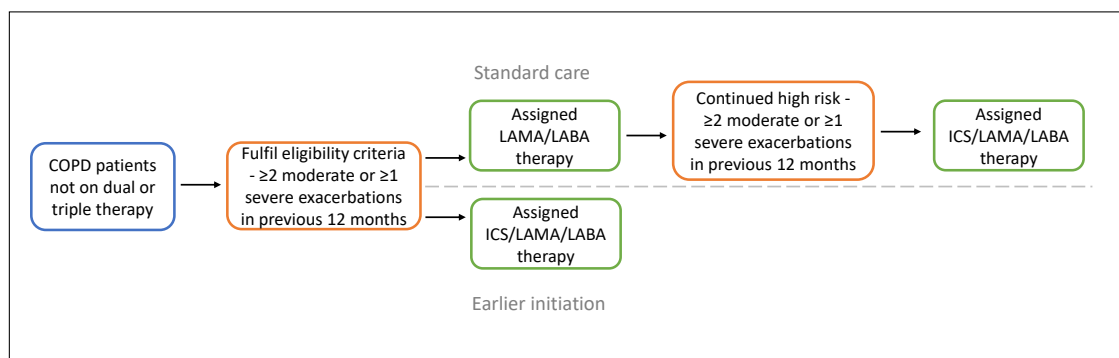 Standard care
COPD patients
not on dual or
triple therapy
Fulfil eligibility criteria
- ≥2 moderate or ≥1
severe exacerbations
in previous 12 months
Assigned
LAMA/LABA
therapy
Continued high risk -
≥2 moderate or ≥1
severe exacerbations
in previous 12 months
Assigned
ICS/LAMA/LABA
therapy
Assigned
ICS/LAMA/LABA
therapy
Earlier initiation